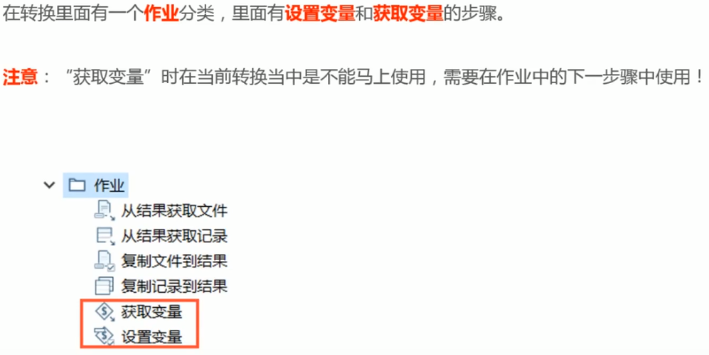 在转换里面有一个作业分类，里面有设置变量和获取变量的步骤。
注意：“获取变量”时在当前转换当中是不能马上使用，需要在作业中的下一步骤中使用！
作业
从结果获取文件
从结果获取记录
复制文件到结果
复制记录到结果
获取变量
设置变量